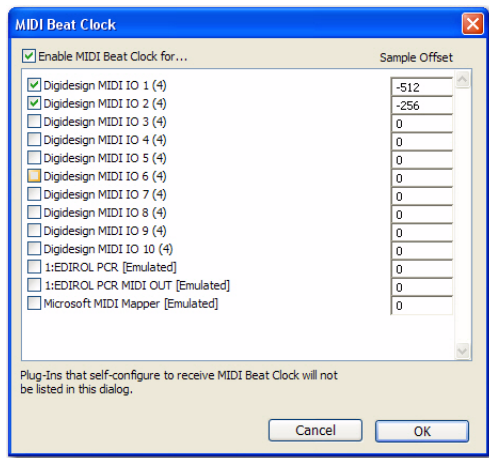 MIDI Beat Clock
Enable MIDI Beat Clock for... Sample Offset
Digidesign MIDI IO 1 (4) -512
Digidesign MIDI IO 2 (4) -256
Digidesign MIDI IO 3 (4) 0
Digidesign MIDI IO 4 (4) 0
Digidesign MIDI IO 5 (4) 0
Digidesign MIDI IO 6 (4) 0
Digidesign MIDI IO 7 (4) 0
Digidesign MIDI IO 8 (4) 0
Digidesign MIDI IO 9 (4) 0
Digidesign MIDI IO 10 (4) 0
1:EDIROL PCR [Emulated] 0
1:EDIROL PCR MIDI OUT [Emulated] 0
Microsoft MIDI Mapper [Emulated] 0
Plug-Ins that self-configure to receive MIDI Beat Clock will not
be listed in this dialog.
Cancel OK